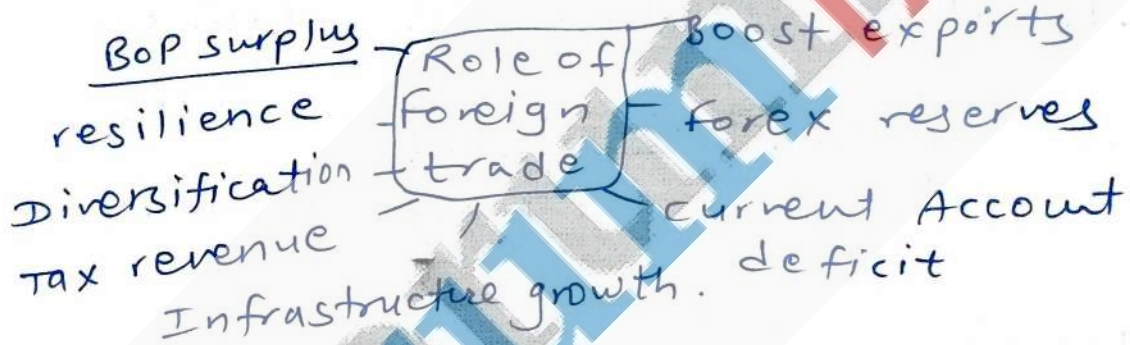 BoP surplus
resilience
Diversification
Tax revenue
Role of
foreign
trade
Boost exports
forex reserves
current Account
deficit
Infrastructure growth.